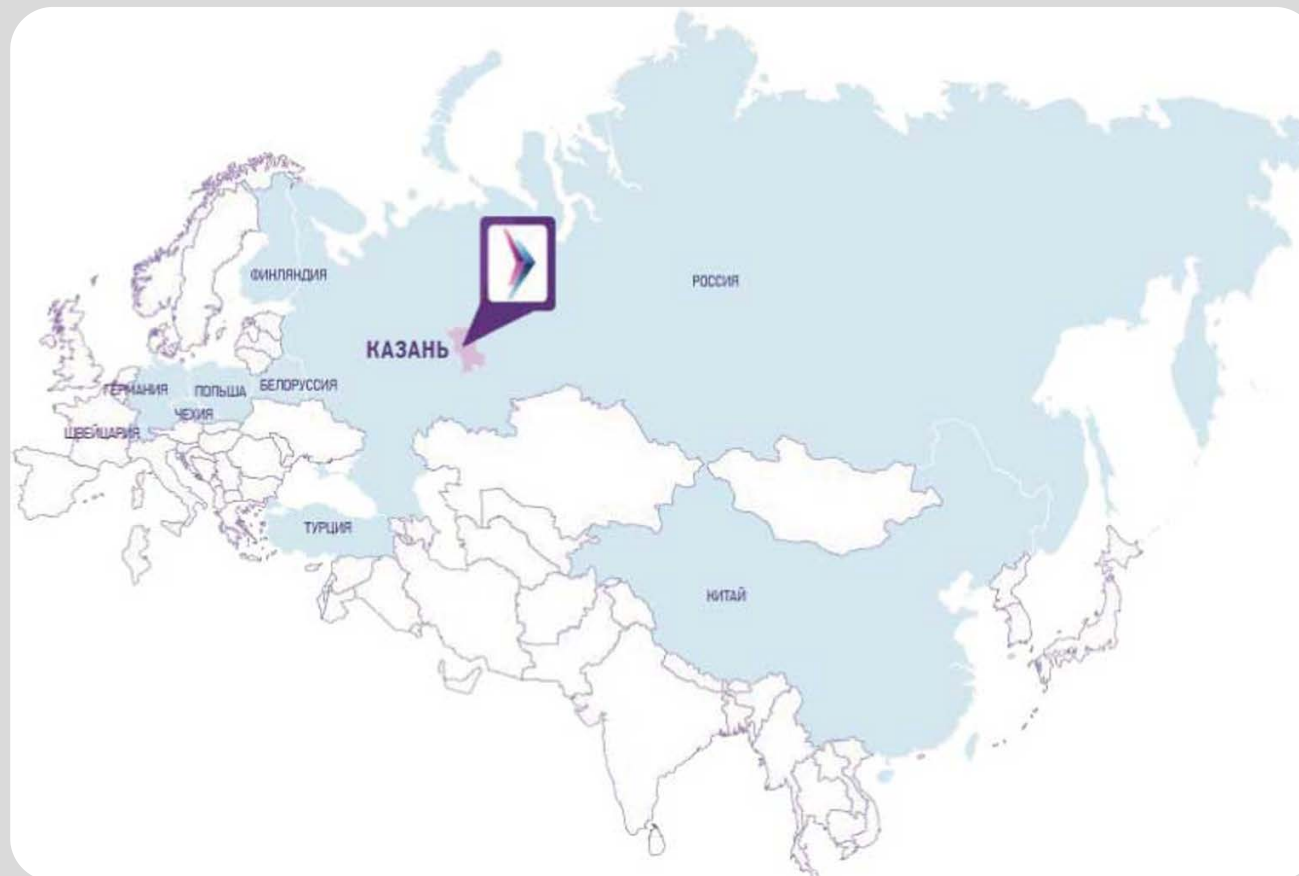 ФИНЛЯНДИЯ
РОССИЯ
КАЗАНЬ
ГЕРМАНИЯ
ПОЛЬША
БЕЛОРУССИЯ
ЧЕХИЯ
ШВЕЙЦАРИЯ
ТУРЦИЯ
КИТАЙ